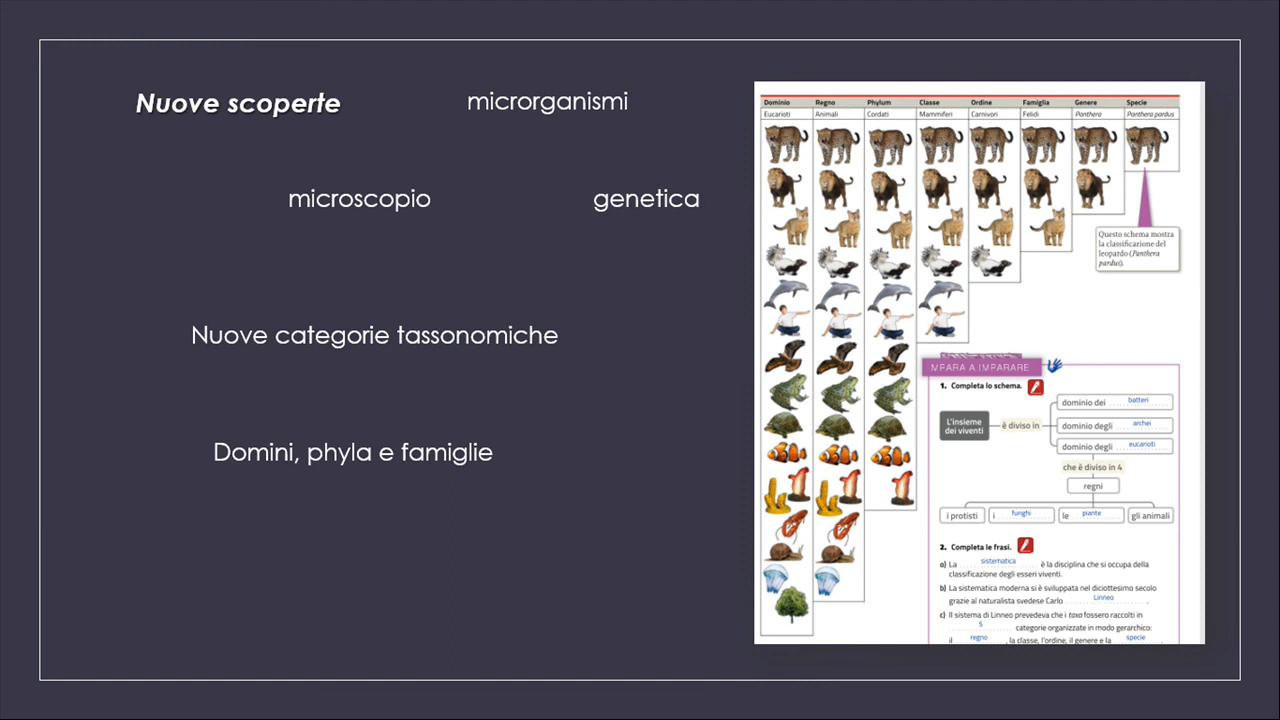 Nuove scoperte
microrganismi
microscopio
genetica
Nuove categorie tassonomiche
Domini, phyla e famiglie
Dominio Regno Phylum Classe Ordine Famiglia Genere Specie
Eucarioti Animali Cordati Mammiferi Carnivori Felidi Panthera Panthera pardus
Questo schema mostra
la classificazione del
leopardo (Panthera
pardus).
MPARA A IMPARARE
1. Completa lo schema.
L'insieme
dei viventi
è diviso in
dominio dei batteri
dominio degli archei
dominio degli eucarioti
che è diviso in 4
regni
i protisti
i funghi
le piante
gli animali
2. Completa le frasi.
a) La sistematica è la disciplina che si occupa della
classificazione degli esseri viventi.
b) La sistematica moderna si è sviluppata nel diciottesimo secolo
grazie al naturalista svedese Carlo Linneo.
c) Il sistema di Linneo prevedeva che i taxa fossero raccolti in
5 categorie organizzate in modo gerarchico:
il regno, la classe, l'ordine, il genere e la specie